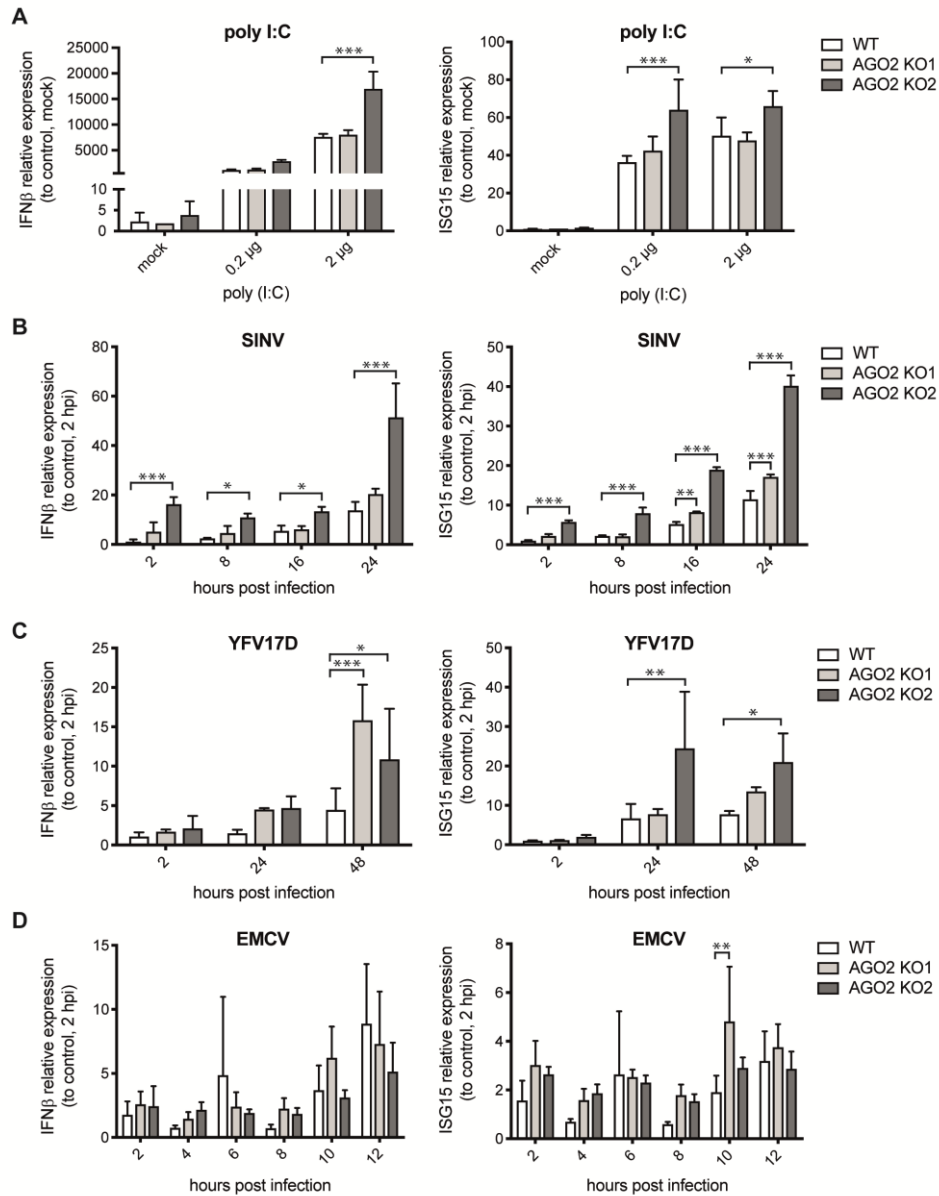 A
poly I:C
IFNβ relative expression
(to control, mock)
25000
20000
15000
10000
5000
10
5
0
***
mock
0.2 µg
2 µg
poly (I:C)
poly I:C
ISG15 relative expression
(to control, mock)
100
80
60
40
20
0
***
*
mock
0.2 µg
2 µg
poly (I:C)
WT
AGO2 KO1
AGO2 KO2
B
SINV
IFNβ relative expression
(to control, 2 hpi)
80
60
40
20
0
***
*
*
***
2
8
16
24
hours post infection
SINV
ISG15 relative expression
(to control, 2 hpi)
50
40
30
20
10
0
***
***
***
**
***
***
2
8
16
24
hours post infection
WT
AGO2 KO1
AGO2 KO2
C
YFV17D
IFNβ relative expression
(to control, 2 hpi)
25
20
15
10
5
0
*
***
2
24
48
hours post infection
YFV17D
ISG15 relative expression
(to control, 2 hpi)
50
40
30
20
10
0
**
*
2
24
48
hours post infection
WT
AGO2 KO1
AGO2 KO2
D
EMCV
IFNβ relative expression
(to control, 2 hpi)
15
10
5
0
2
4
6
8
10
12
hours post infection
EMCV
ISG15 relative expression
(to control, 2 hpi)
8
6
4
2
0
**
2
4
6
8
10
12
hours post infection
WT
AGO2 KO1
AGO2 KO2